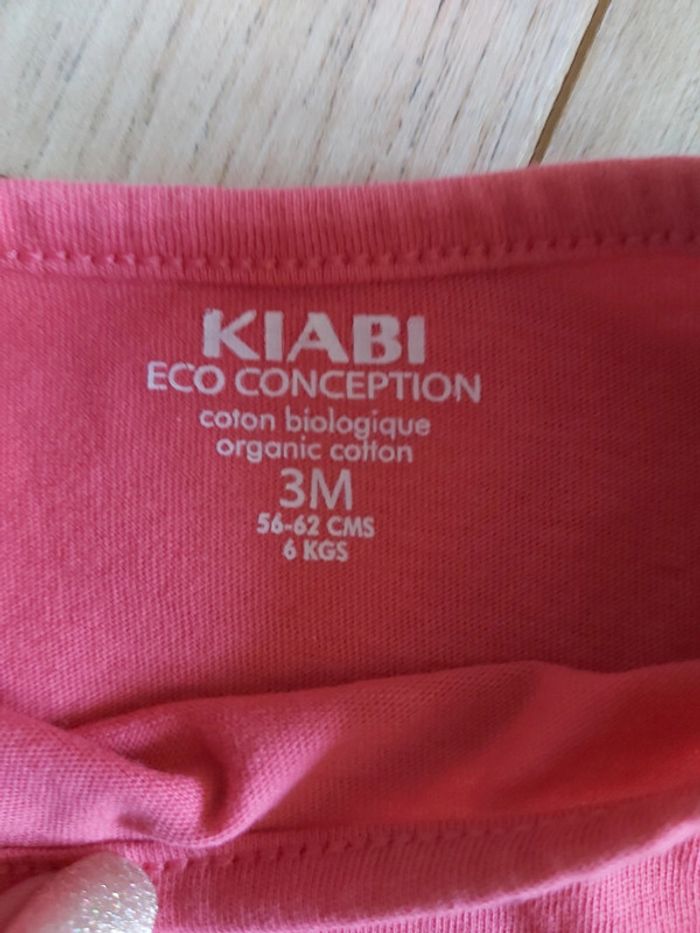 KIABI
ECO CONCEPTION
coton biologique
organic cotton
3M
56-62 CMS
6 KGS